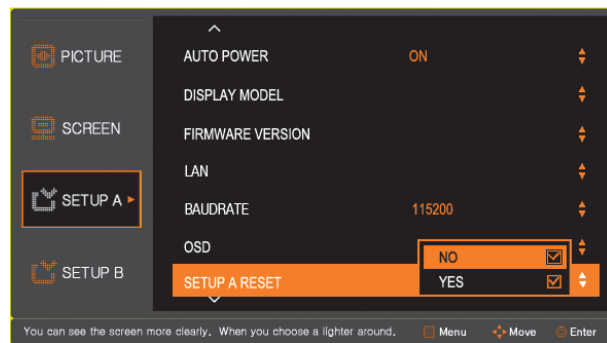 PICTURE
SCREEN
SETUP A
SETUP B
AUTO POWER ON
DISPLAY MODEL
FIRMWARE VERSION
LAN
BAUDRATE 115200
OSD
SETUP A RESET
NO
YES
You can see the screen more clearly. When you choose a lighter around. Menu Move Enter